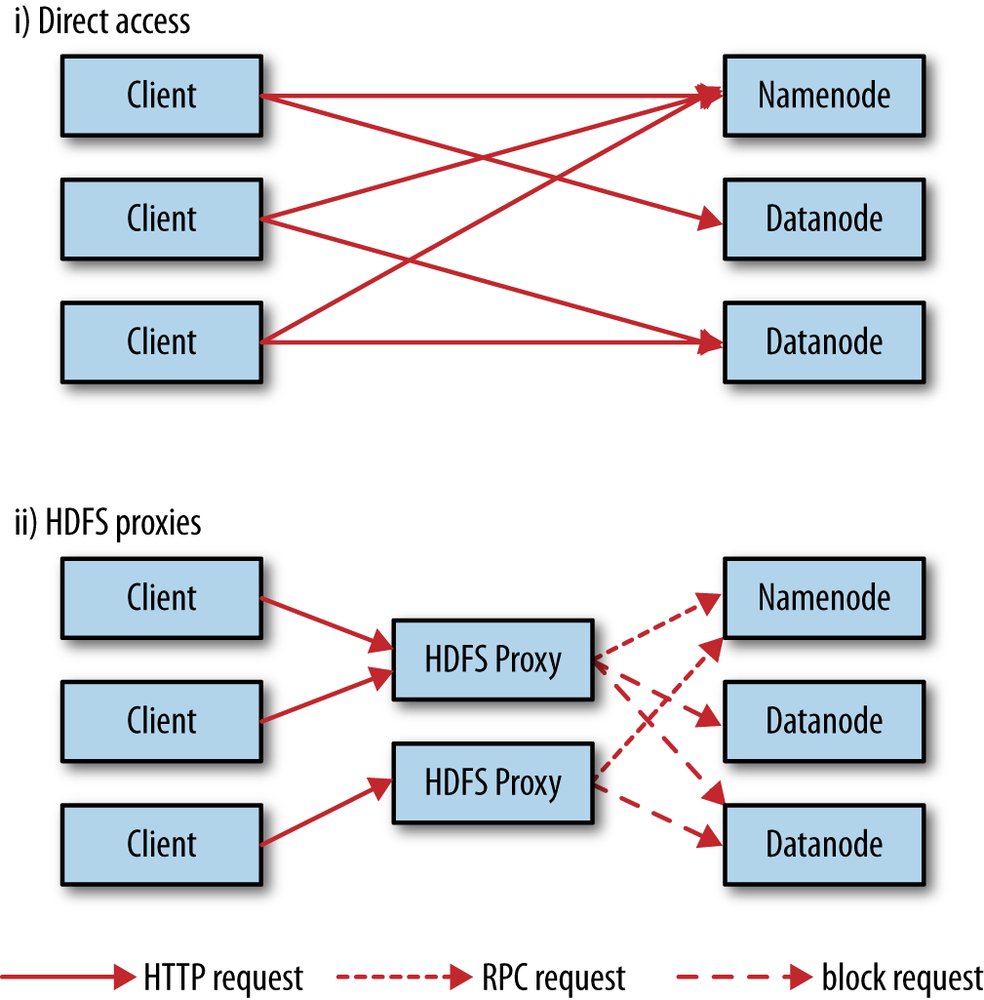 i) Direct access
Client
Namenode
Client
Datanode
Client
Datanode
ii) HDFS proxies
Client
Namenode
HDFS Proxy
Client
Datanode
HDFS Proxy
Client
Datanode
HTTP request
RPC request
block request